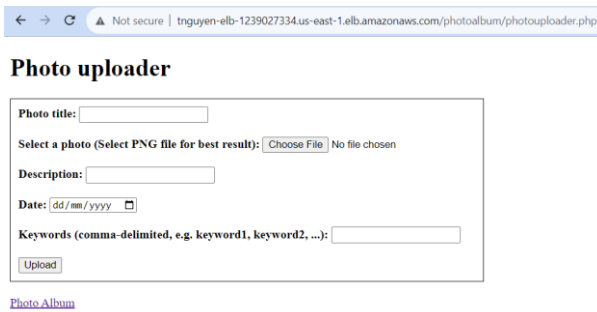 Not secure | tnguyen-elb-1239027334.us-east-1.elb.amazonaws.com/photoalbum/photouploader.php
Photo uploader
Photo title:
Select a photo (Select PNG file for best result): Choose File No file chosen
Description:
Date: dd/mm/yyyy
Keywords (comma-delimited, e.g. keyword1, keyword2, ...):
Upload
Photo Album